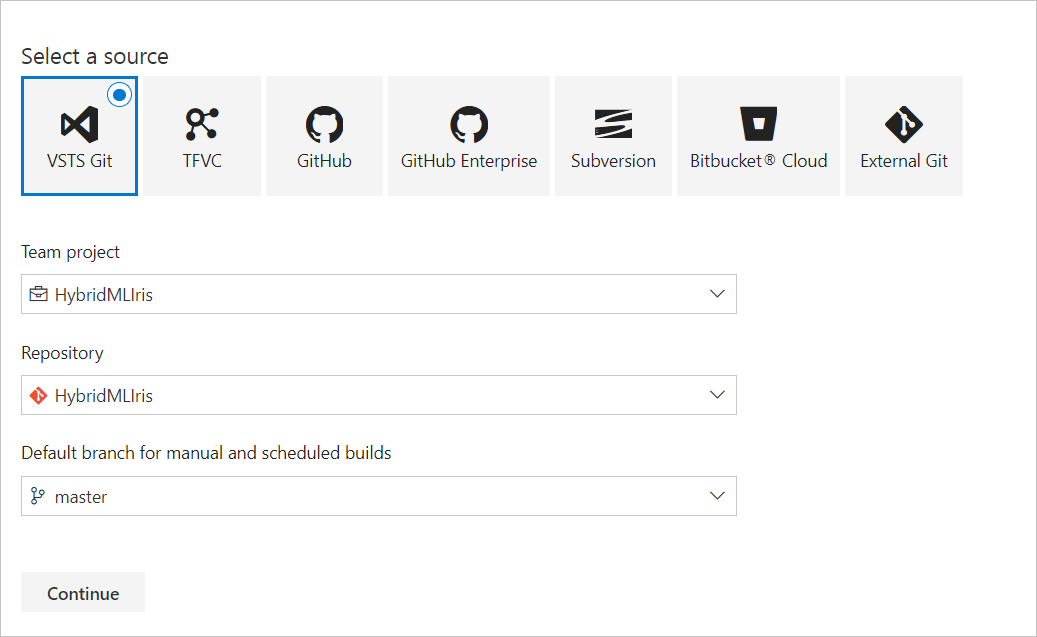 Select a source
VSTS Git TFVC GitHub GitHub Enterprise Subversion Bitbucket® Cloud External Git
Team project
HybridMLIris
Repository
HybridMLIris
Default branch for manual and scheduled builds
master
Continue